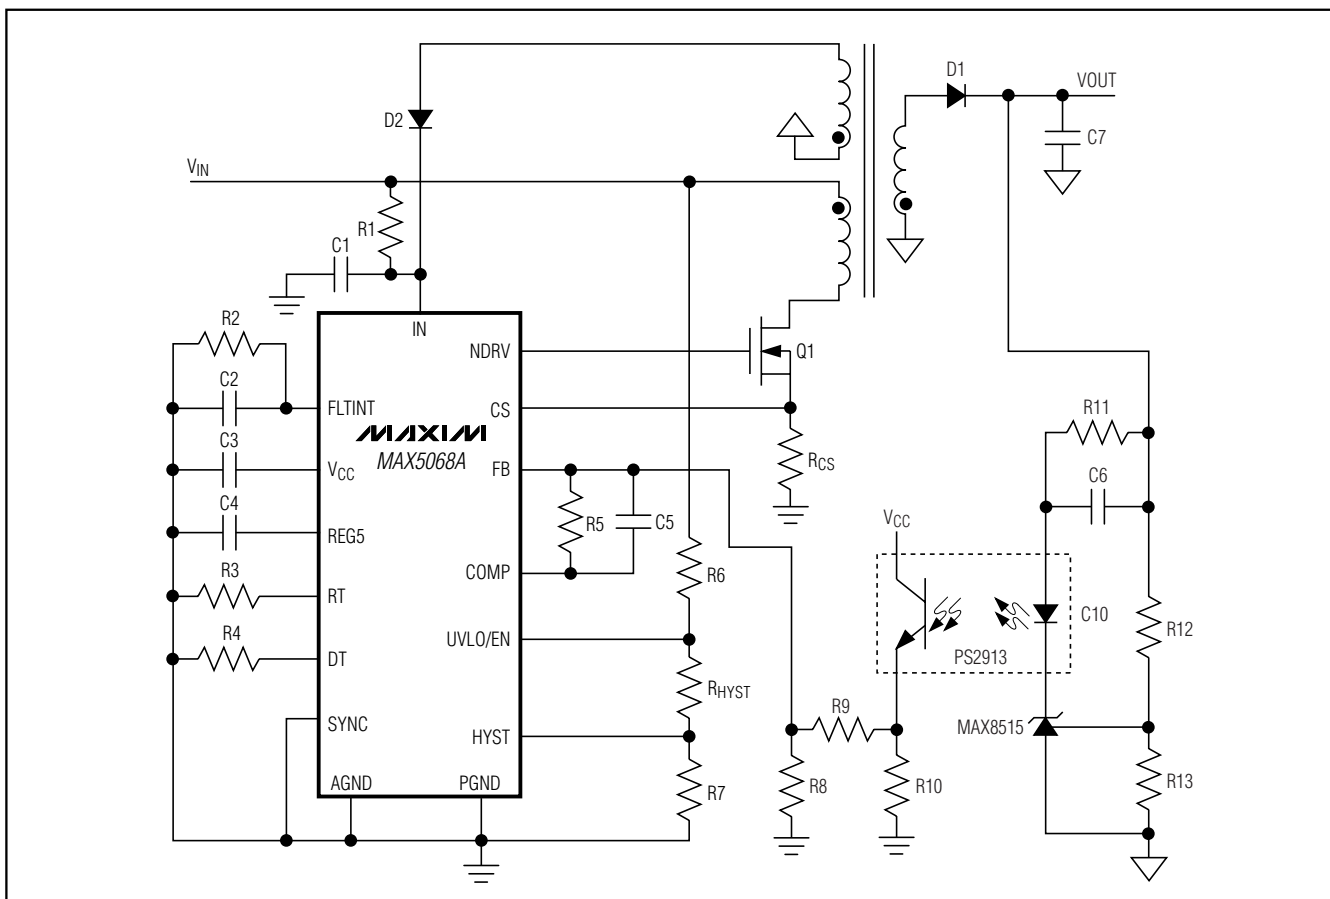 D1
VOUT
D2
C7
VIN
R1
C1
R2
IN
NDRV
Q1
C2
FLTINT
CS
R11
MAXIM
MAX5068A
C3
VCC
FB
RCS
C6
C4
REG5
R5
C5
VCC
R3
RT
COMP
R6
C10
R4
DT
UVLO/EN
R12
PS2913
RHYST
SYNC
HYST
R9
MAX8515
AGND
PGND
R7
R8
R10
R13